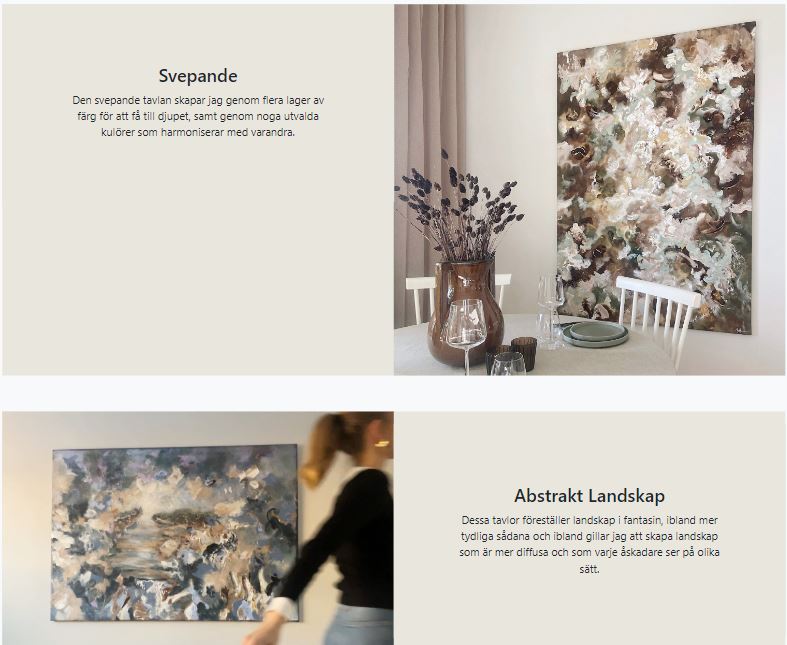 Svepande
Den svepande tavlan skapar jag genom flera lager av
färg för att få till djupet, samt genom noga utvalda
kulörer som harmoniserar med varandra.
Abstrakt Landskap
Dessa tavlor föreställer landskap i fantasin, ibland mer
tydliga sådana och ibland gillar jag att skapa landskap
som är mer diffusa och som varje åskadare ser på olika
sätt.